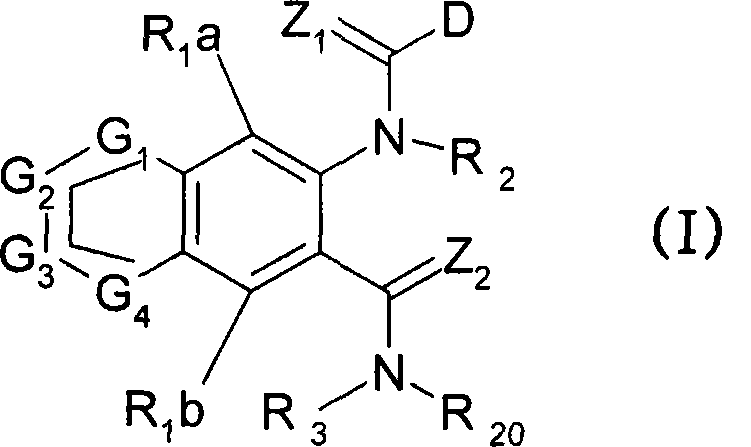 R₁a Z₁ D
N
G₁ R₂
G₂
(I)
G₃ Z₂
G₄
N
R₁b R₃ R₂₀